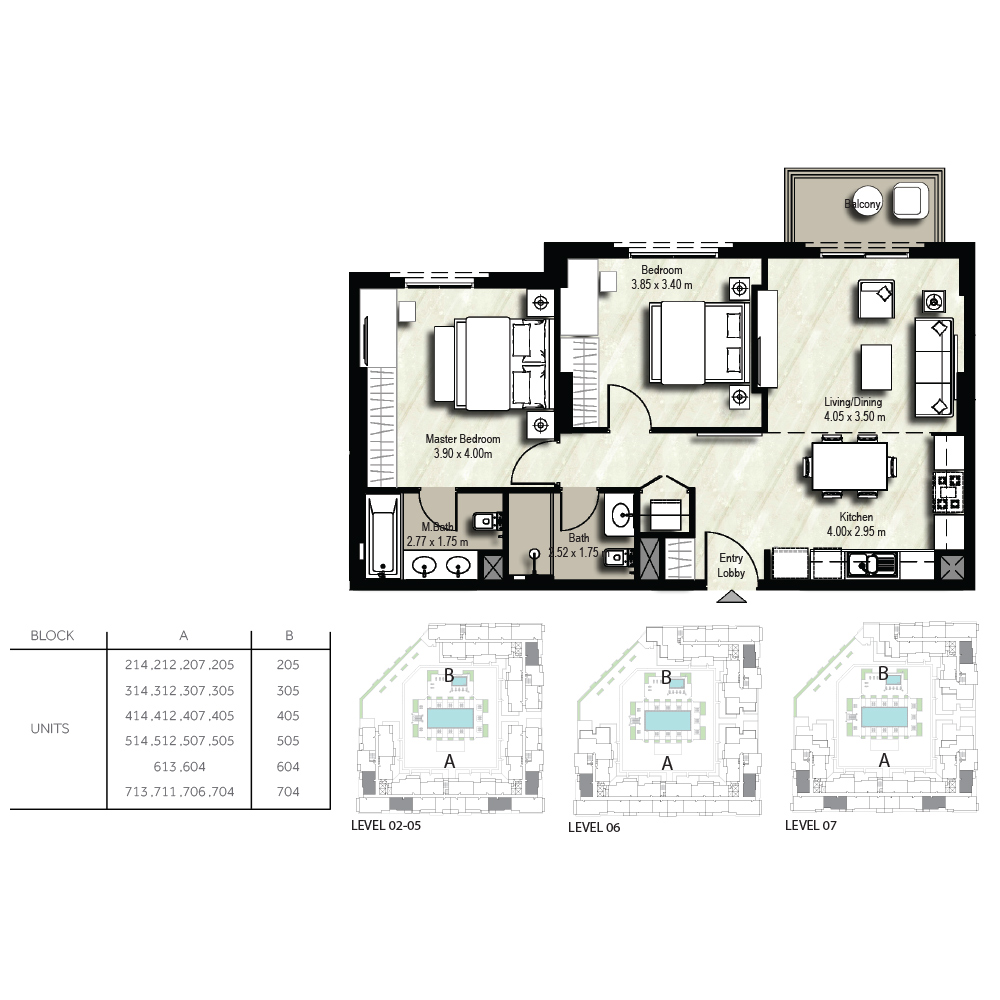 Balcony
Bedroom
3.85 x 3.40 m
Living/Dining
4.05 x 3.50 m
Master Bedroom
3.90 x 4.00m
M.Bath
2.77 x 1.75 m
Bath
2.52 x 1.75
Kitchen
4.00x 2.95 m
Entry
Lobby
BLOCK A B
214,212,207,205 205
314,312,307,305 305
414,412,407,405 405
UNITS
514,512,507,505 505
613,604 604
713,711,706,704 704
B
A
LEVEL 02-05
B
A
LEVEL 06
B
A
LEVEL 07